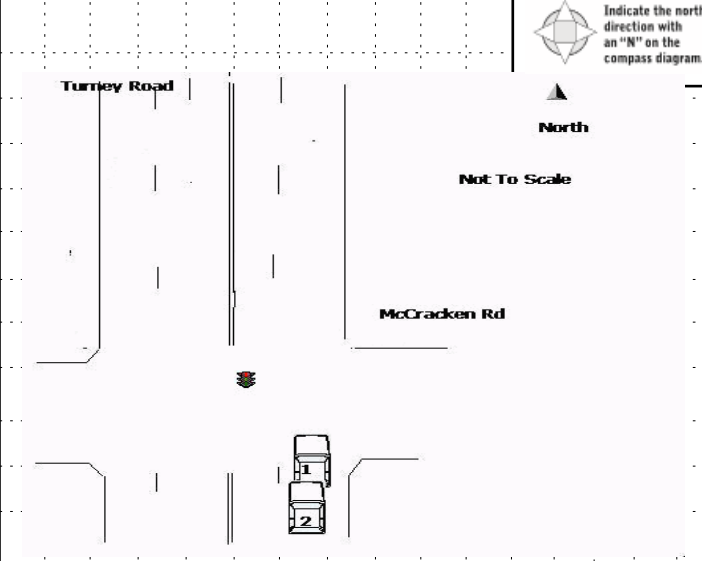 Indicate the north
direction with
an "N" on the
compass diagram.
Turney Road
North
Not To Scale
McCracken Rd
1
2